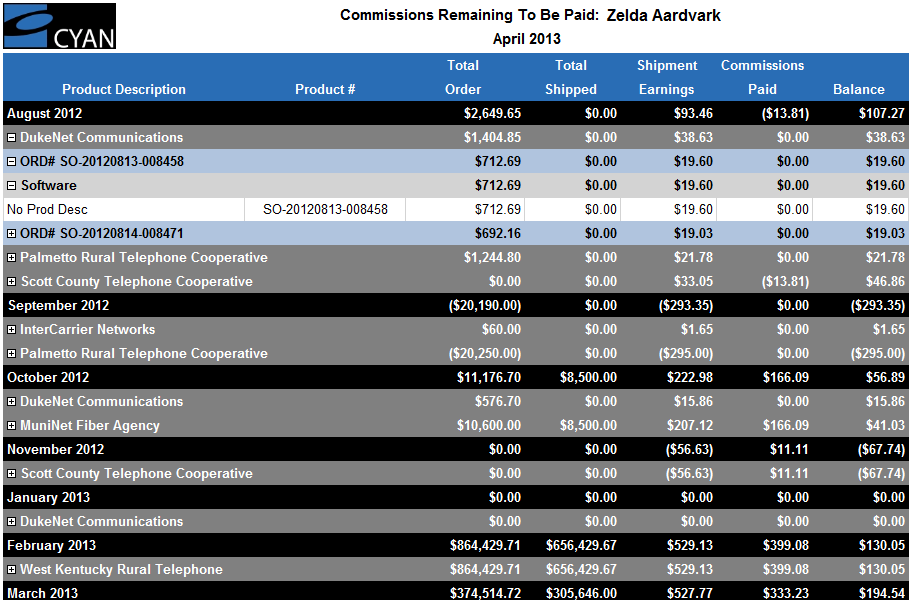 CYAN
Commissions Remaining To Be Paid: Zelda Aardvark
April 2013
Total Total Shipment Commissions
Product Description Product # Order Shipped Earnings Paid Balance
August 2012 $2,649.65 $0.00 $93.46 ($13.81) $107.27
DukeNet Communications $1,404.85 $0.00 $38.63 $0.00 $38.63
ORD# SO-20120813-008458 $712.69 $0.00 $19.60 $0.00 $19.60
Software $712.69 $0.00 $19.60 $0.00 $19.60
No Prod Desc SO-20120813-008458 $712.69 $0.00 $19.60 $0.00 $19.60
ORD# SO-20120814-008471 $692.16 $0.00 $19.03 $0.00 $19.03
Palmetto Rural Telephone Cooperative $1,244.80 $0.00 $21.78 $0.00 $21.78
Scott County Telephone Cooperative $0.00 $0.00 $33.05 ($13.81) $46.86
September 2012 ($20,190.00) $0.00 ($293.35) $0.00 ($293.35)
InterCarrier Networks $60.00 $0.00 $1.65 $0.00 $1.65
Palmetto Rural Telephone Cooperative ($20,250.00) $0.00 ($295.00) $0.00 ($295.00)
October 2012 $11,176.70 $8,500.00 $222.98 $166.09 $56.89
DukeNet Communications $576.70 $0.00 $15.86 $0.00 $15.86
MuniNet Fiber Agency $10,600.00 $8,500.00 $207.12 $166.09 $41.03
November 2012 $0.00 $0.00 ($56.63) $11.11 ($67.74)
Scott County Telephone Cooperative $0.00 $0.00 ($56.63) $11.11 ($67.74)
January 2013 $0.00 $0.00 $0.00 $0.00 $0.00
DukeNet Communications $0.00 $0.00 $0.00 $0.00 $0.00
February 2013 $864,429.71 $656,429.67 $529.13 $399.08 $130.05
West Kentucky Rural Telephone $864,429.71 $656,429.67 $529.13 $399.08 $130.05
March 2013 $374,514.72 $305,646.00 $527.77 $333.23 $194.54